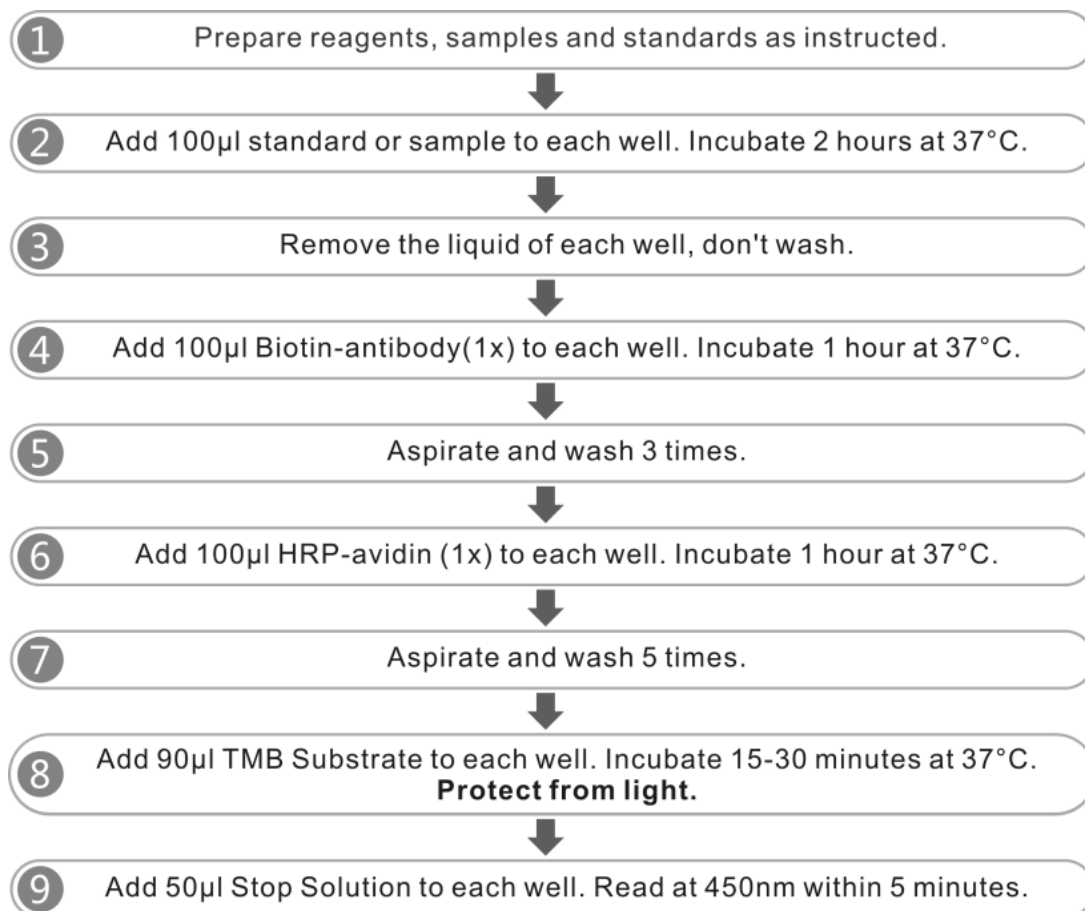 1 Prepare reagents, samples and standards as instructed.
2 Add 100μl standard or sample to each well. Incubate 2 hours at 37°C.
3 Remove the liquid of each well, don't wash.
4 Add 100μl Biotin-antibody(1x) to each well. Incubate 1 hour at 37°C.
5 Aspirate and wash 3 times.
6 Add 100μl HRP-avidin (1x) to each well. Incubate 1 hour at 37°C.
7 Aspirate and wash 5 times.
8 Add 90μl TMB Substrate to each well. Incubate 15-30 minutes at 37°C.
Protect from light.
9 Add 50μl Stop Solution to each well. Read at 450nm within 5 minutes.